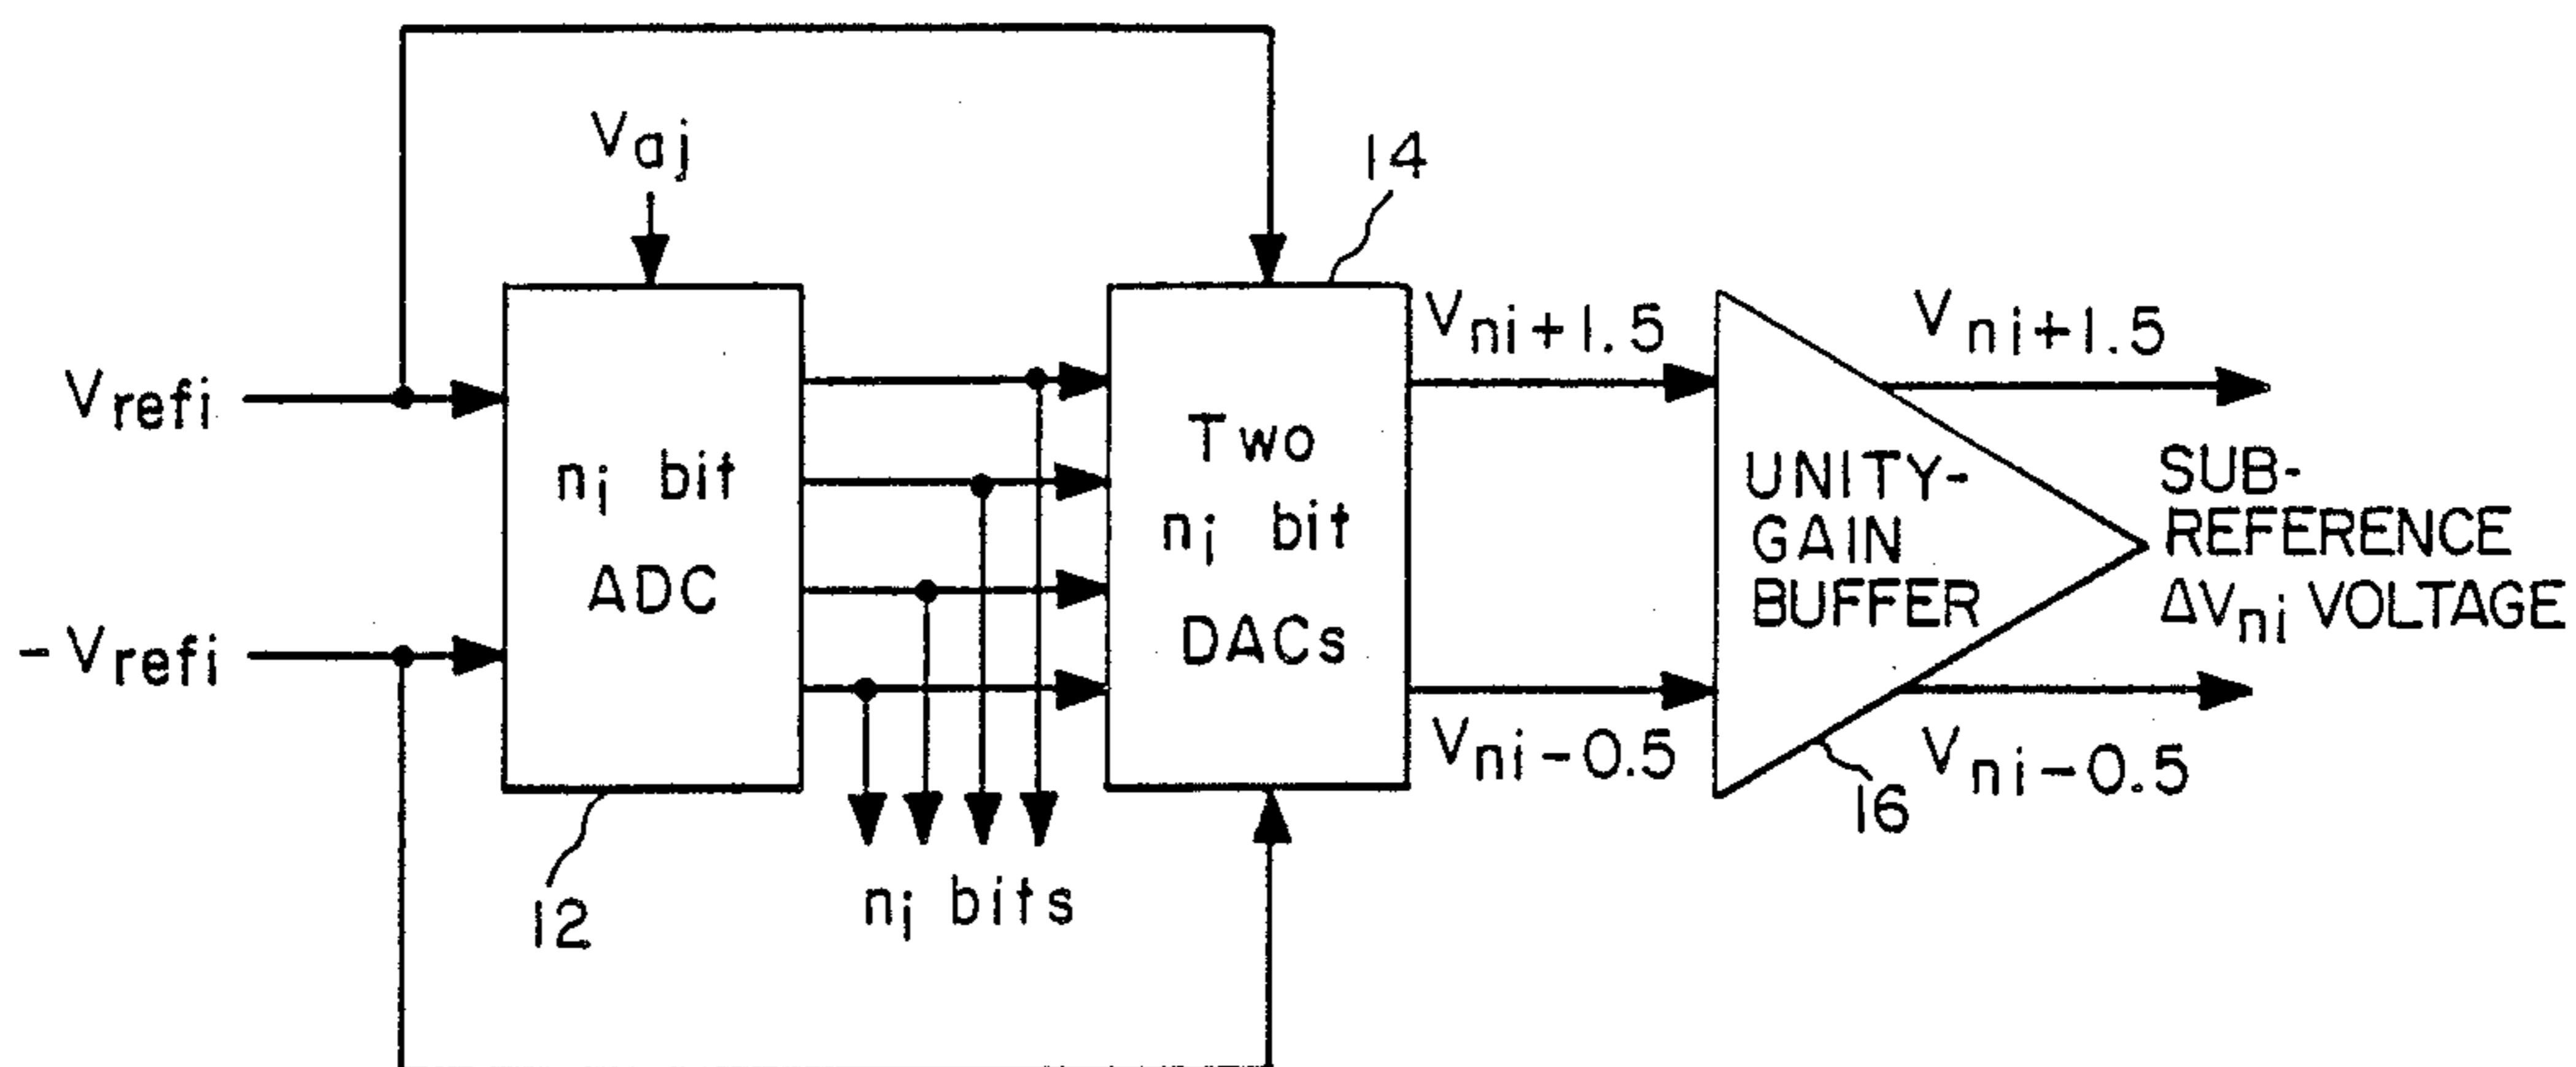 Vaj
14
Vrefi
-Vrefi
ni bit
ADC
12
ni bits
Two
ni bit
DACs
Vni+1.5
Vni-0.5
UNITY-
GAIN
BUFFER
16
Vni+1.5
SUB-
REFERENCE
ΔVni VOLTAGE
Vni-0.5